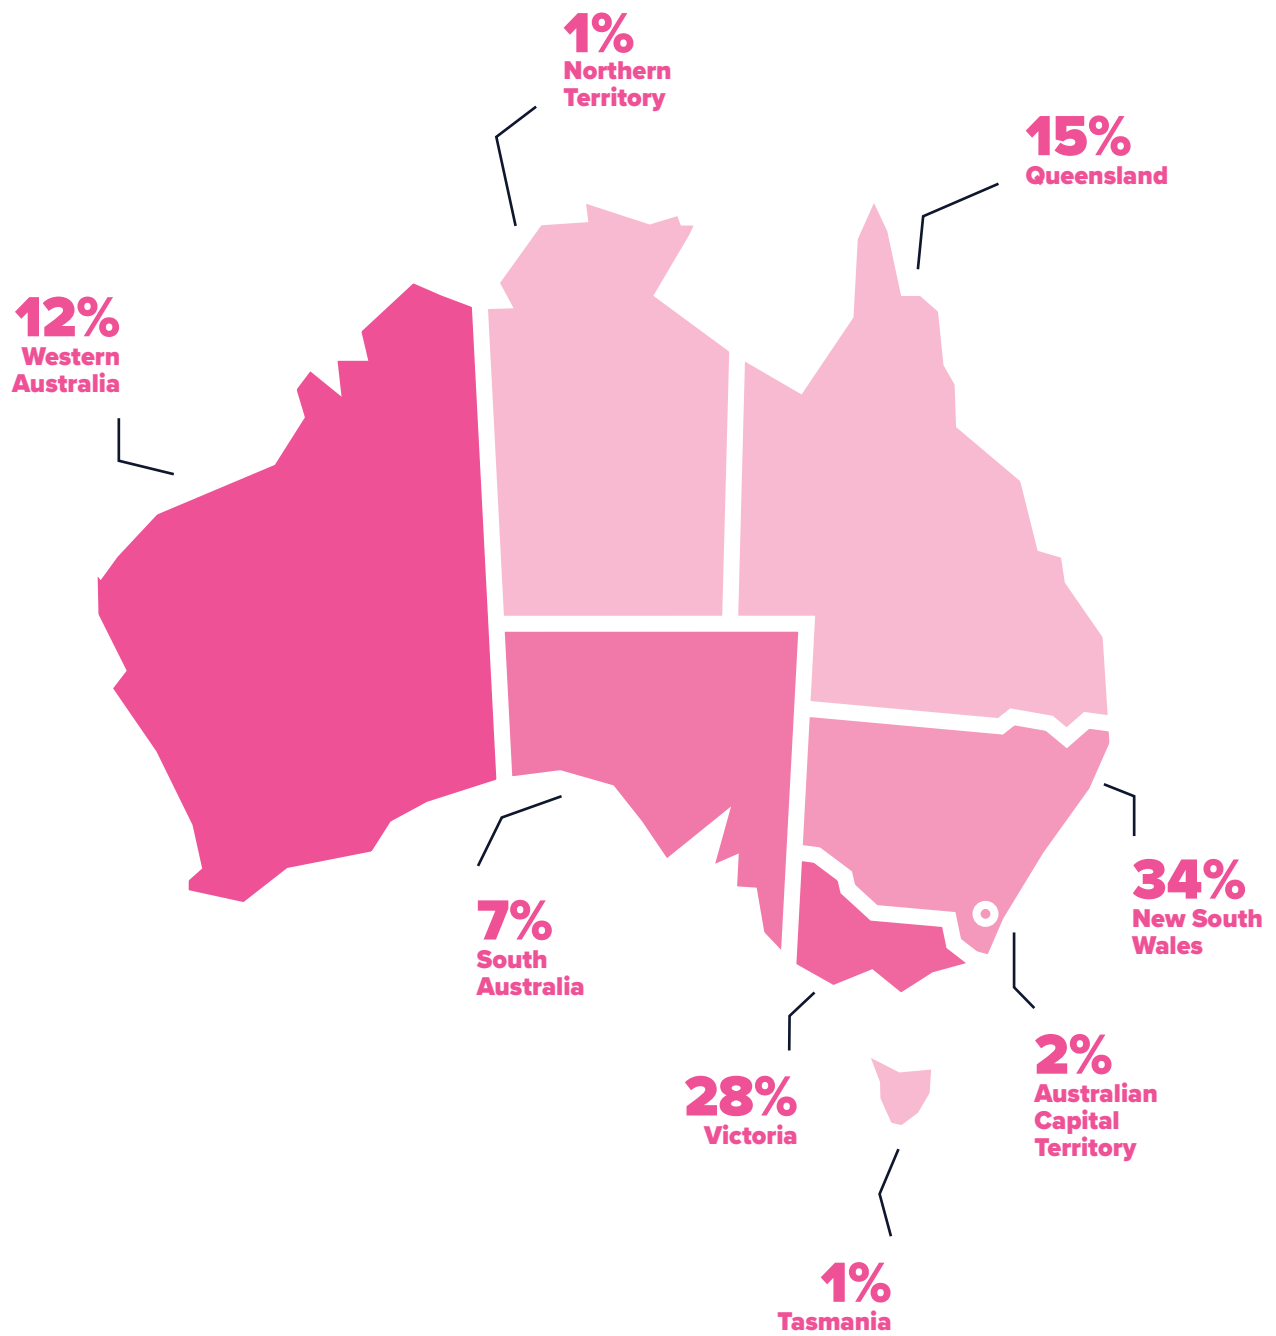 1%
Northern
Territory
15%
Queensland
12%
Western
Australia
34%
New South
Wales
7%
South
Australia
2%
Australian
Capital
Territory
28%
Victoria
1%
Tasmania